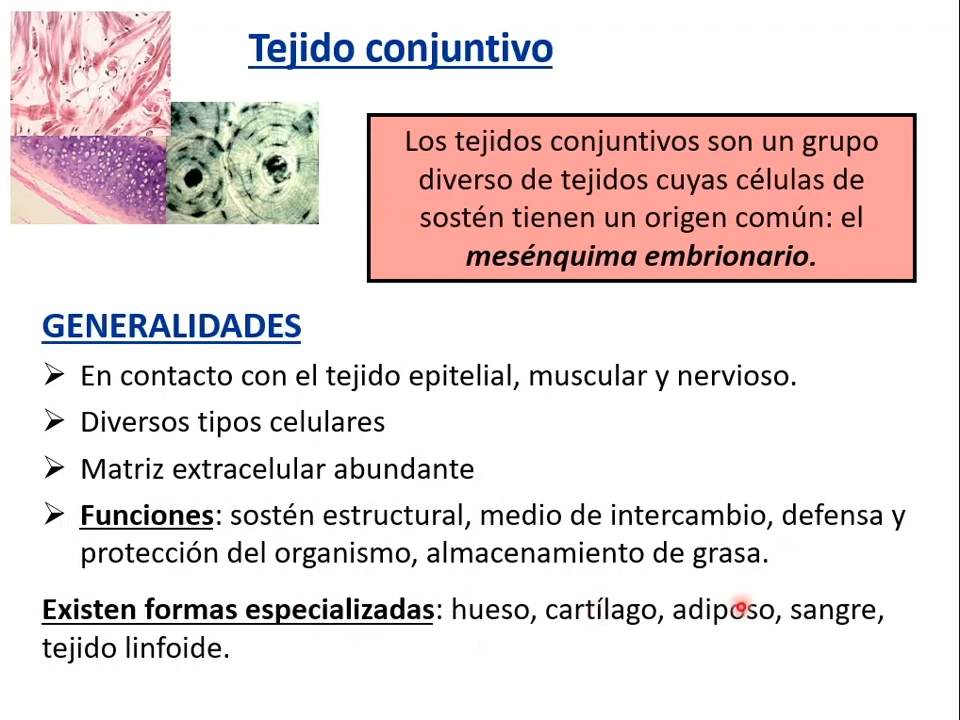 Tejido conjuntivo
Los tejidos conjuntivos son un grupo
diverso de tejidos cuyas células de
sostén tienen un origen común: el
mesénquima embrionario.
GENERALIDADES
➢ En contacto con el tejido epitelial, muscular y nervioso.
➢ Diversos tipos celulares
➢ Matriz extracelular abundante
➢ Funciones: sostén estructural, medio de intercambio, defensa y
protección del organismo, almacenamiento de grasa.
Existen formas especializadas: hueso, cartílago, adiposo, sangre,
tejido linfoide.